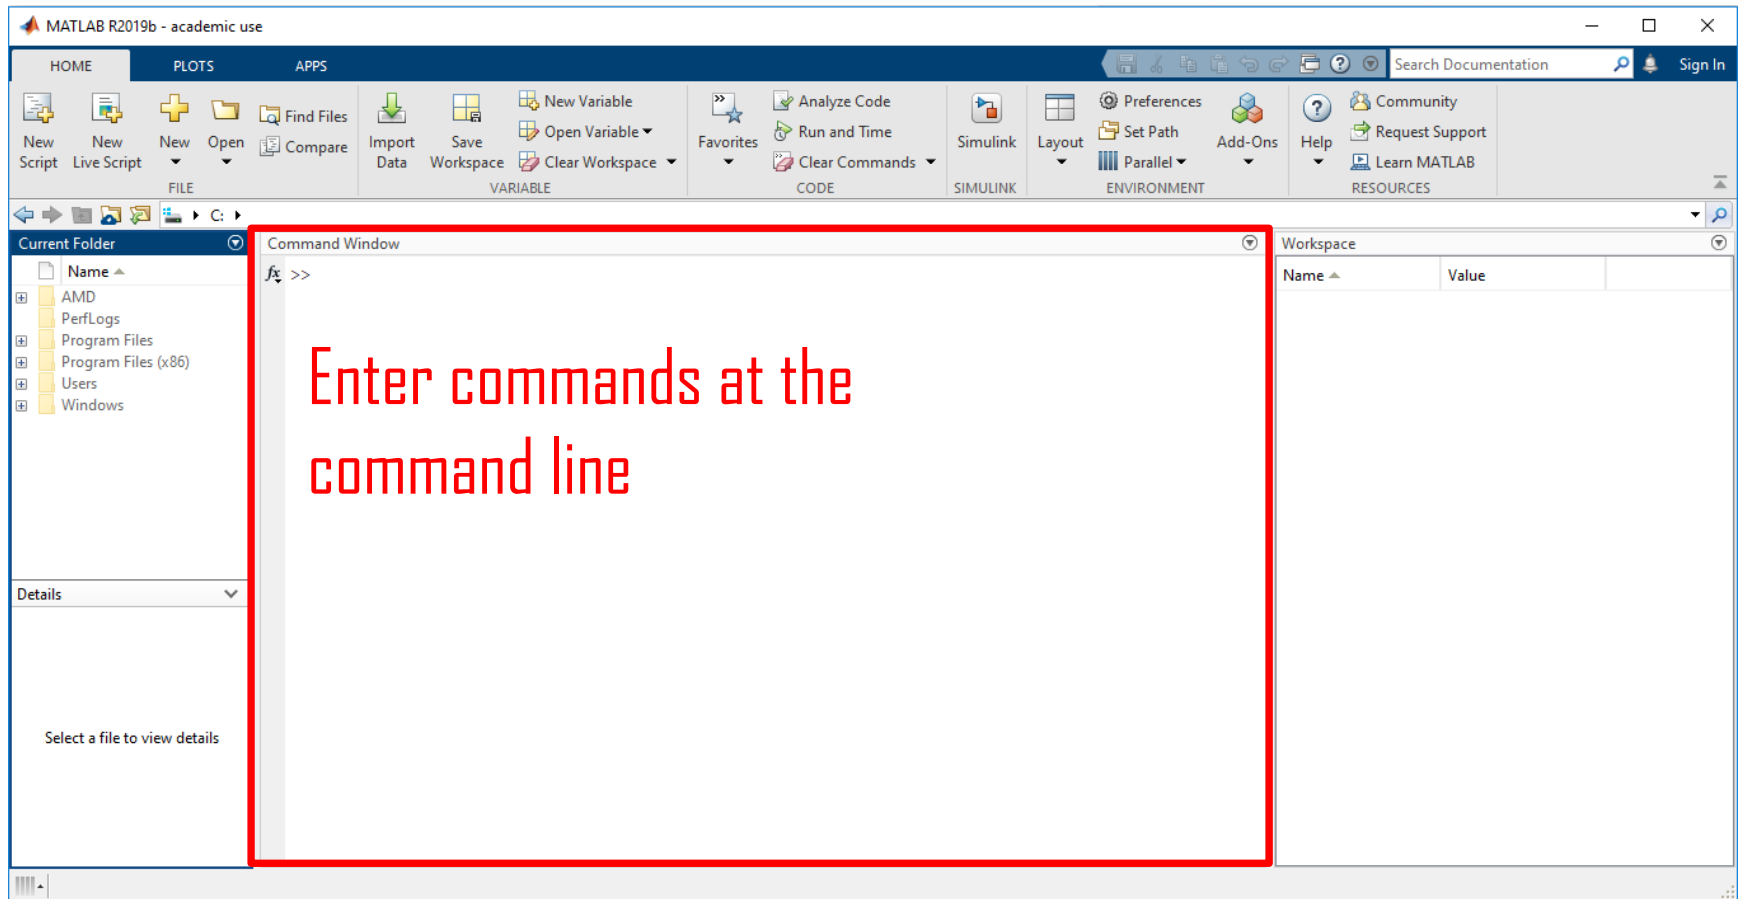 MATLAB R2019b - academic use
HOME PLOTS APPS Search Documentation Sign In
New Script
New Live Script
New
Open
Find Files
Compare
FILE
Import Data
Save Workspace
New Variable
Open Variable
Clear Workspace
VARIABLE
Favorites
Analyze Code
Run and Time
Clear Commands
CODE
Simulink
SIMULINK
Layout
Preferences
Set Path
Parallel
Add-Ons
ENVIRONMENT
Help
Community
Request Support
Learn MATLAB
RESOURCES
C:
Current Folder
Name
AMD
PerfLogs
Program Files
Program Files (x86)
Users
Windows
Details
Select a file to view details
Command Window
fx >>
Enter commands at the
command line
Workspace
Name Value